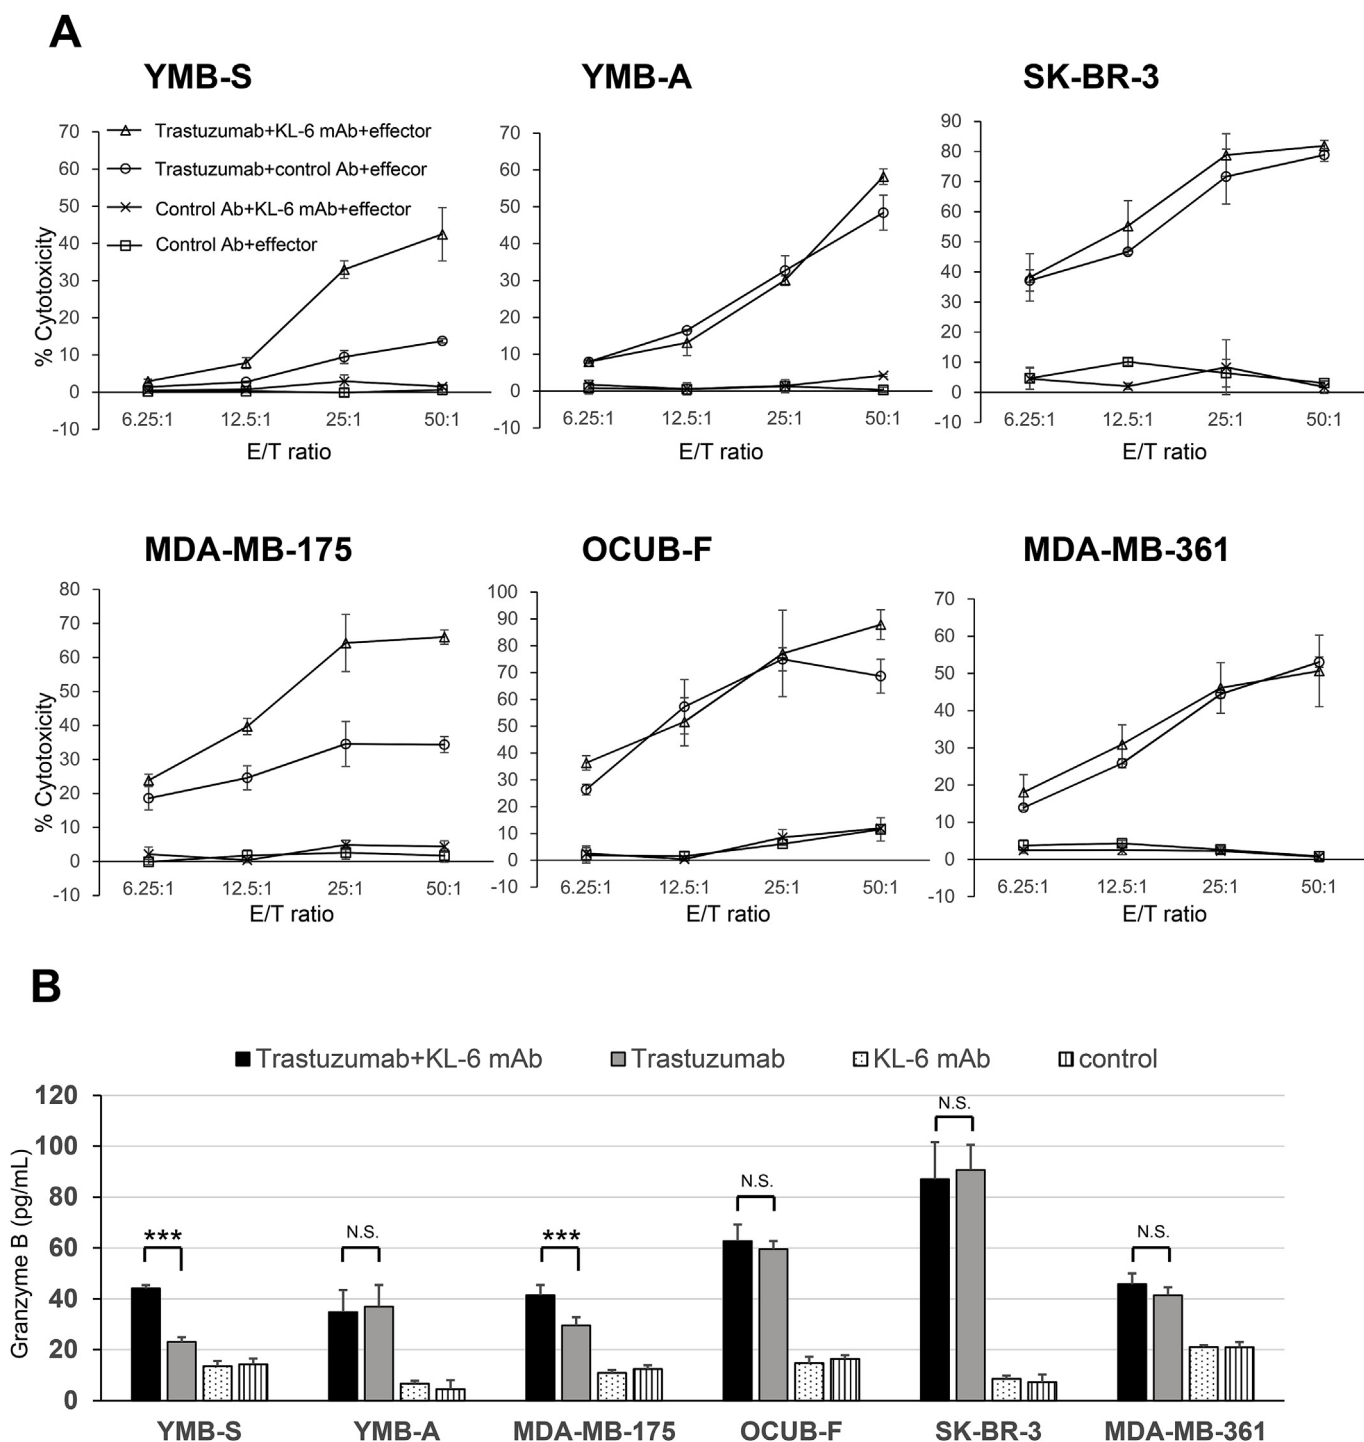 A
YMB-S
YMB-A
SK-BR-3
Trastuzumab+KL-6 mAb+effector
Trastuzumab+control Ab+effecor
Control Ab+KL-6 mAb+effector
Control Ab+effector
% Cytotoxicity
70
60
50
40
30
20
10
0
-10
6.25:1 12.5:1 25:1 50:1
E/T ratio
70
60
50
40
30
20
10
0
-10
6.25:1 12.5:1 25:1 50:1
E/T ratio
90
80
70
60
50
40
30
20
10
0
-10
6.25:1 12.5:1 25:1 50:1
E/T ratio
MDA-MB-175
OCUB-F
MDA-MB-361
% Cytotoxicity
80
70
60
50
40
30
20
10
0
-10
6.25:1 12.5:1 25:1 50:1
E/T ratio
100
90
80
70
60
50
40
30
20
10
0
-10
6.25:1 12.5:1 25:1 50:1
E/T ratio
70
60
50
40
30
20
10
0
-10
6.25:1 12.5:1 25:1 50:1
E/T ratio
B
Trastuzumab+KL-6 mAb Trastuzumab KL-6 mAb control
Granzyme B (pg/mL)
120
100
80
60
40
20
0
*** N.S. *** N.S. N.S. N.S.
YMB-S YMB-A MDA-MB-175 OCUB-F SK-BR-3 MDA-MB-361